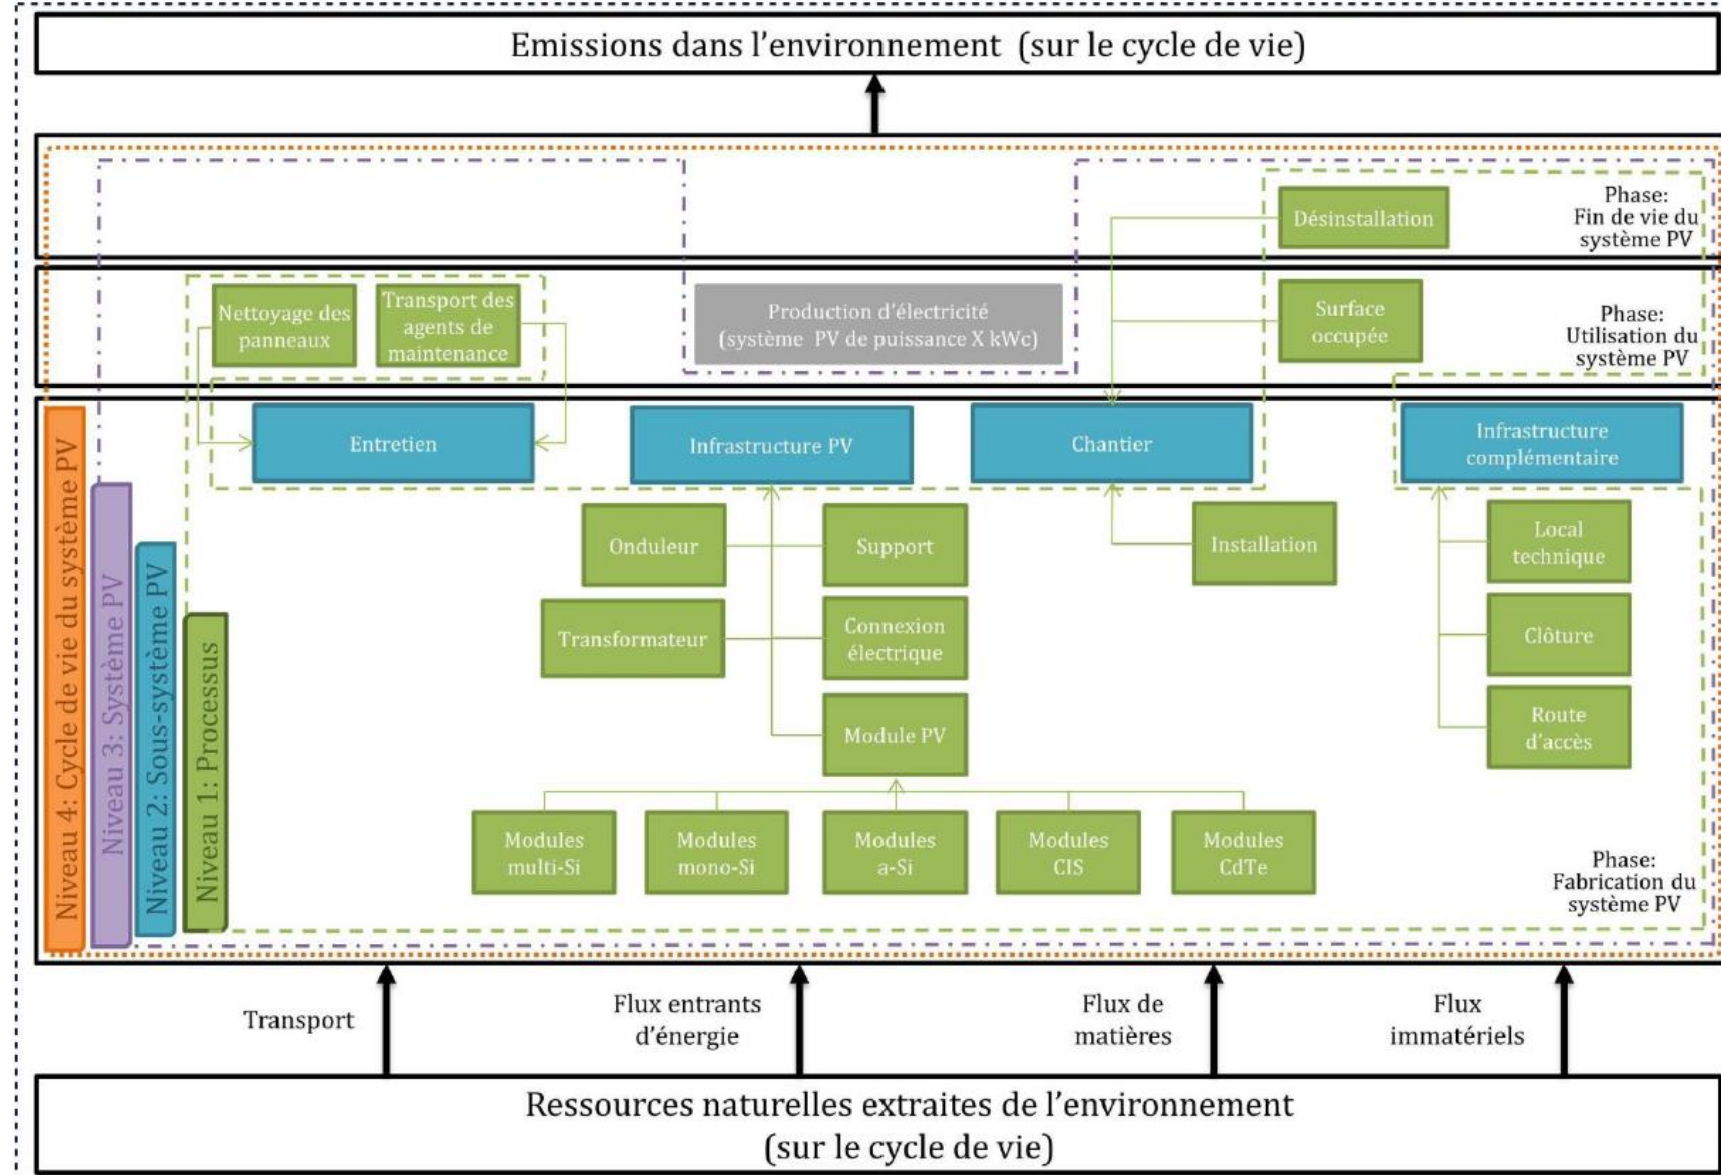 Emissions dans l'environnement (sur le cycle de vie)
Phase:
Fin de vie du
système PV
Désinstallation
Nettoyage des
panneaux
Transport des
agents de
maintenance
Production d'électricité
(système PV de puissance X kWc)
Surface
occupée
Phase:
Utilisation du
système PV
Entretien
Infrastructure PV
Chantier
Infrastructure
complémentaire
Niveau 4: Cycle de vie du système PV
Niveau 3: Système PV
Niveau 2: Sous-système PV
Niveau 1: Processus
Onduleur
Support
Installation
Local
technique
Transformateur
Connexion
électrique
Clôture
Module PV
Route
d'accès
Modules
multi-Si
Modules
mono-Si
Modules
a-Si
Modules
CIS
Modules
CdTe
Phase:
Fabrication du
système PV
Transport
Flux entrants
d'énergie
Flux de
matières
Flux
immatériels
Ressources naturelles extraites de l'environnement
(sur le cycle de vie)